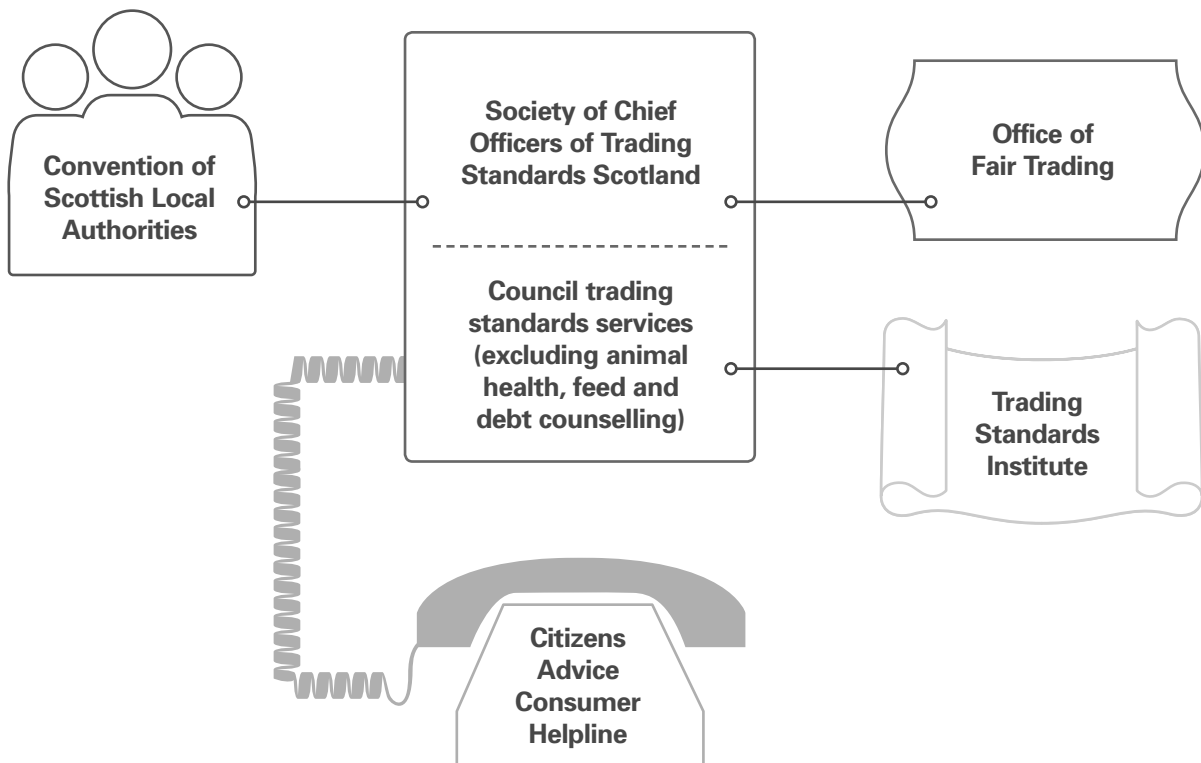 Convention of
Scottish Local
Authorities
Society of Chief
Officers of Trading
Standards Scotland
Council trading
standards services
(excluding animal
health, feed and
debt counselling)
Office of
Fair Trading
Trading
Standards
Institute
Citizens
Advice
Consumer
Helpline